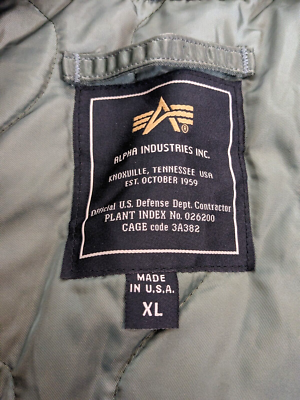 ALPHA INDUSTRIES INC.
KNOXVILLE, TENNESSEE USA
EST. OCTOBER 1959
Official U.S. Defense Dept. Contractor
PLANT INDEX No. 026200
CAGE code 3A382
MADE
IN U.S.A.
XL